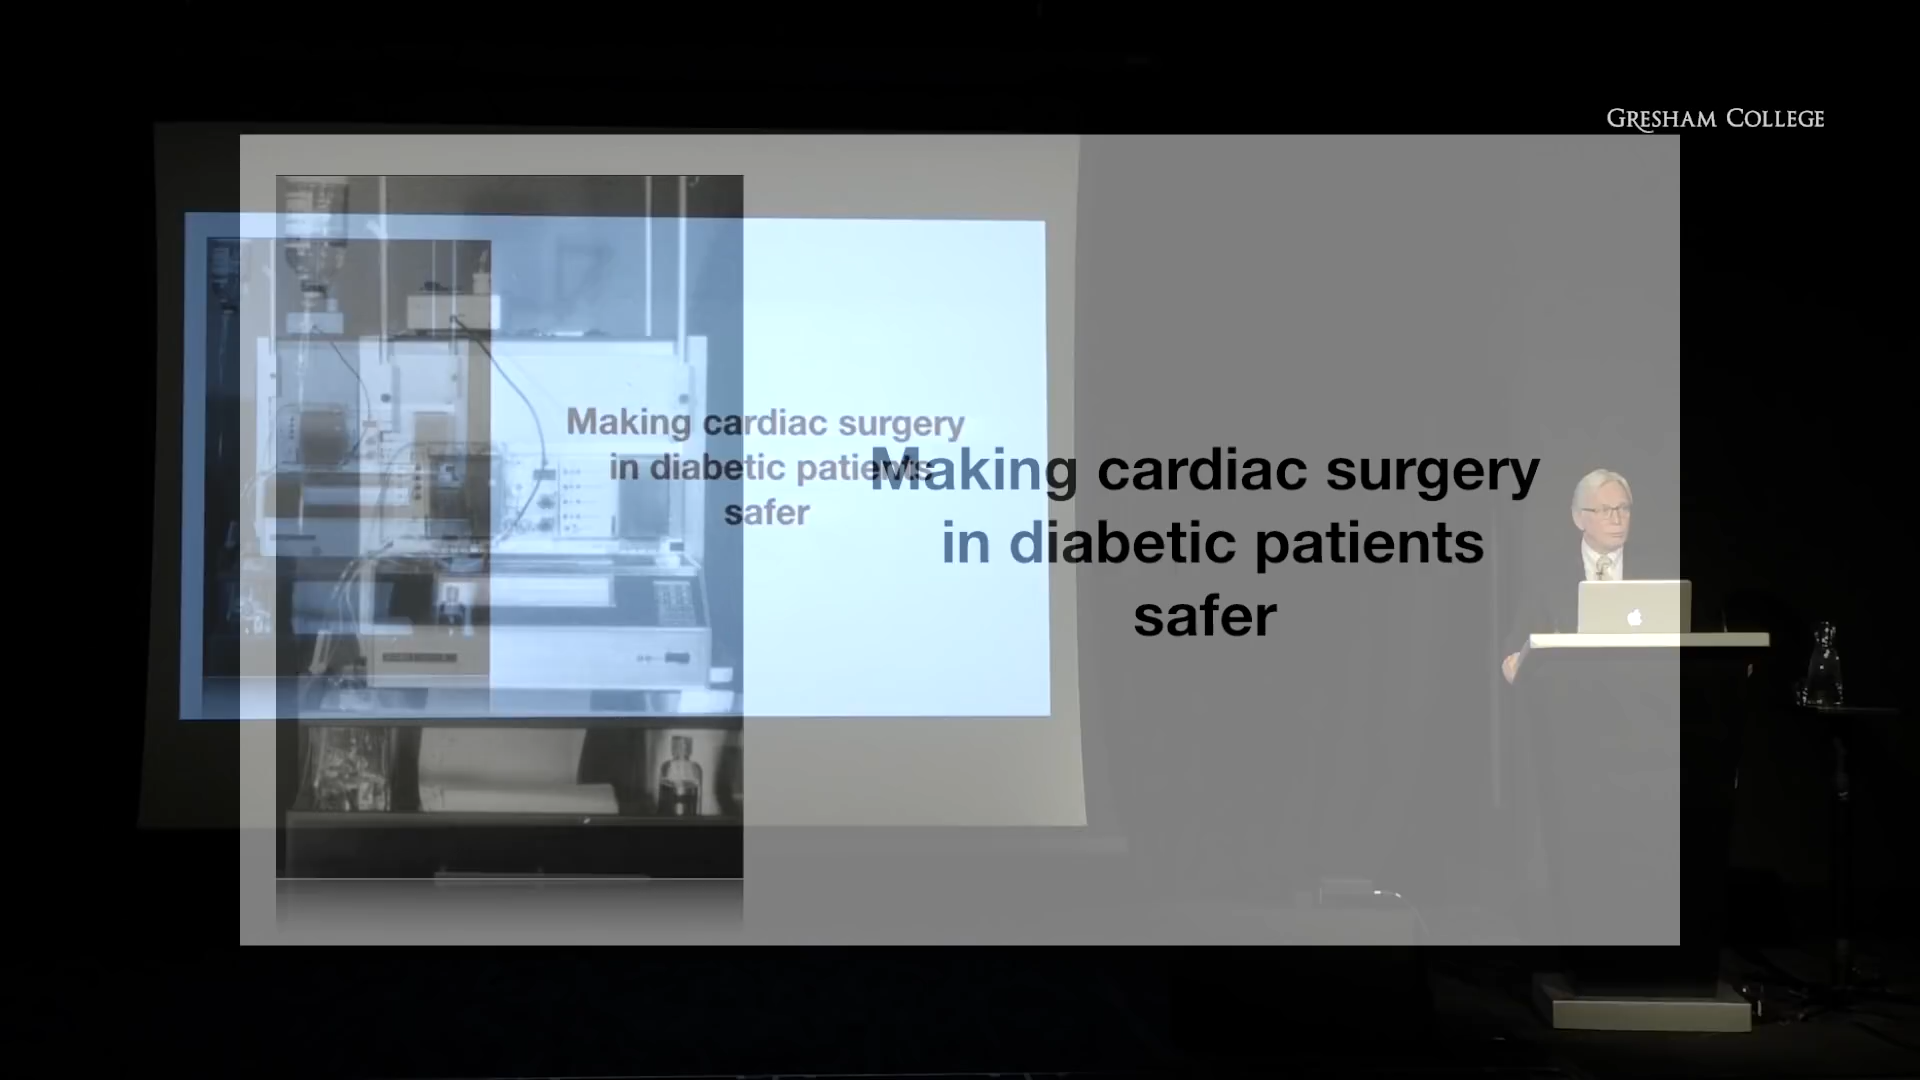 GRESHAM COLLEGE
Making cardiac surgery
in diabetic patients
safer
Making cardiac surgery
in diabetic patients
safer